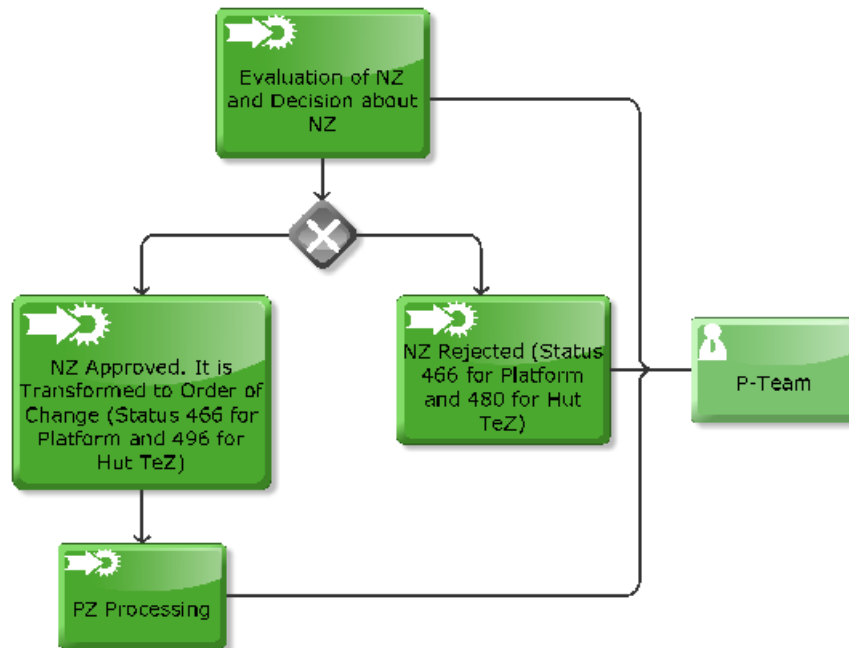 Evaluation of NZ
and Decision about
NZ
NZ Approved. It is
Transformed to Order of
Change (Status 466 for
Platform and 496 for
Hut TeZ)
NZ Rejected (Status
466 for Platform
and 480 for Hut
TeZ)
P-Team
PZ Processing